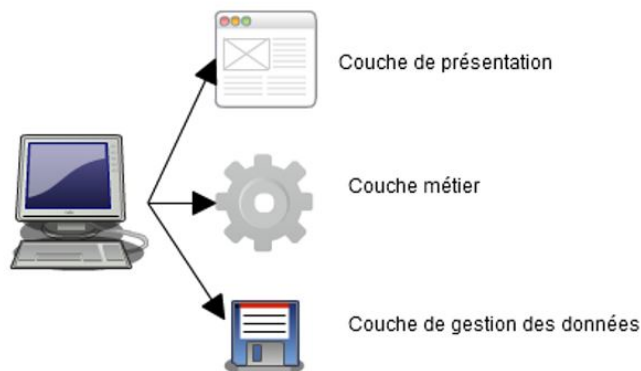 Couche de présentation
Couche métier
Couche de gestion des données